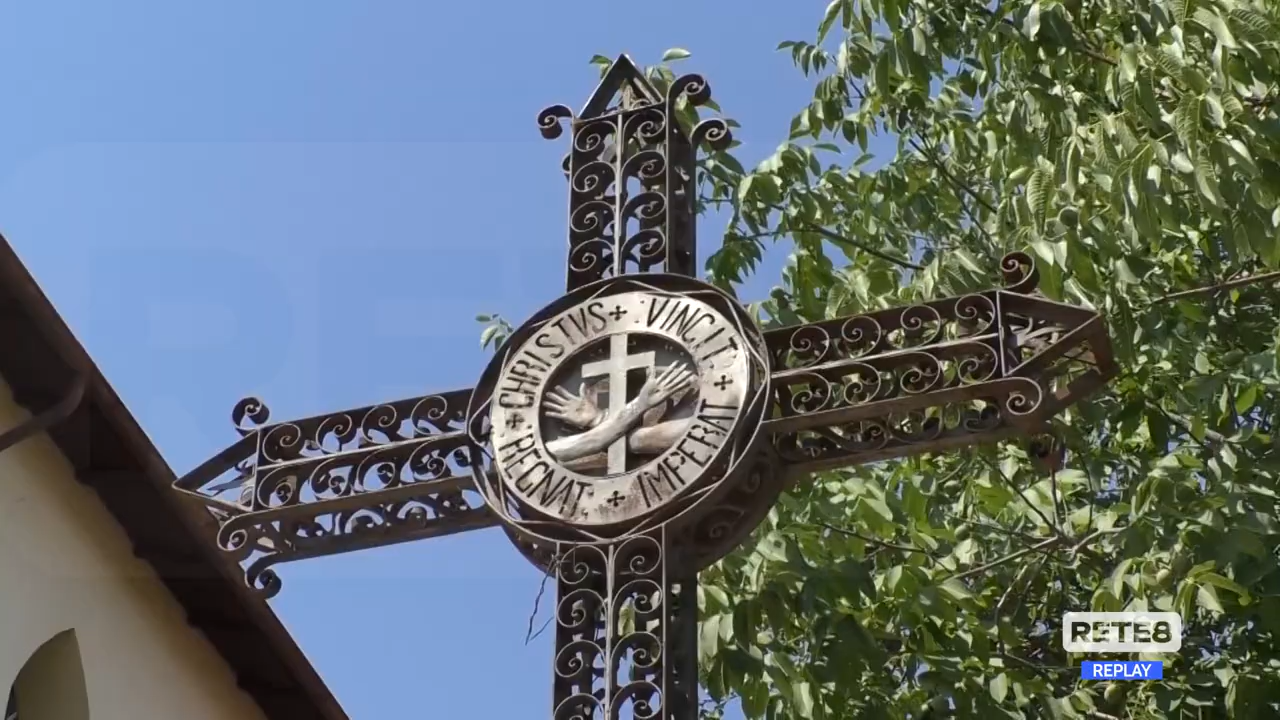 CHRISTVS + VINCIT + IMPERAT + REGNAT +
RETE8
REPLAY